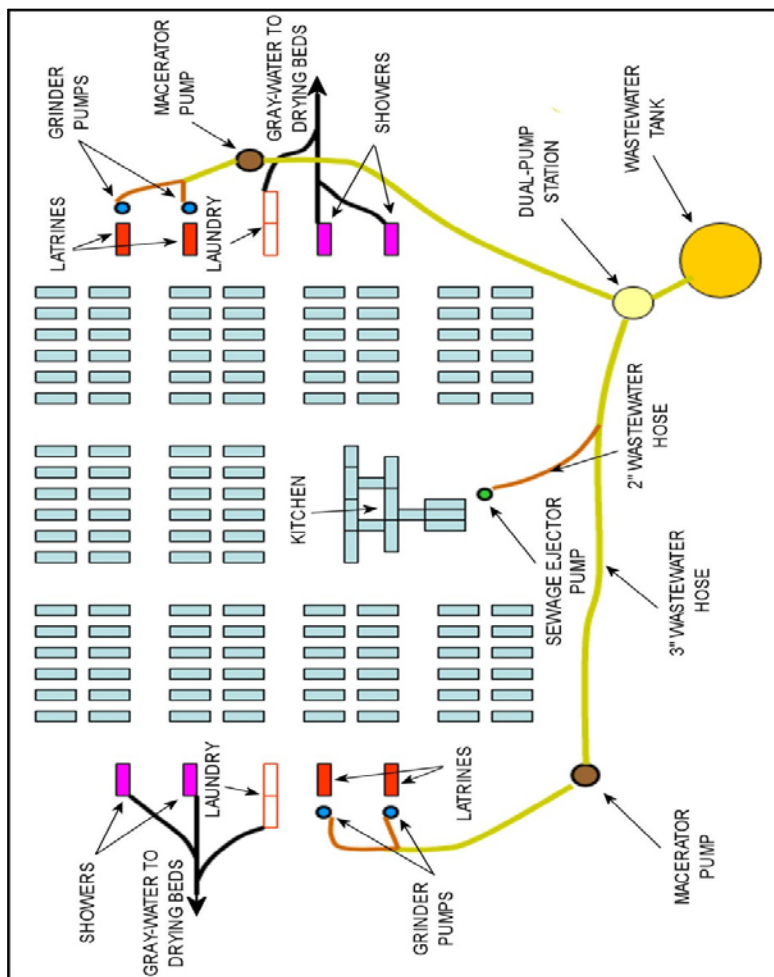 GRINDER
PUMPS
MACERATOR
PUMP
GRAY-WATER TO
DRYING BEDS
SHOWERS
LATRINES
LAUNDRY
DUAL-PUMP
STATION
WASTEWATER
TANK
KITCHEN
SEWAGE EJECTOR
PUMP
2" WASTEWATER
HOSE
3" WASTEWATER
HOSE
SHOWERS
LAUNDRY
GRAY-WATER TO
DRYING BEDS
LATRINES
GRINDER
PUMPS
MACERATOR
PUMP